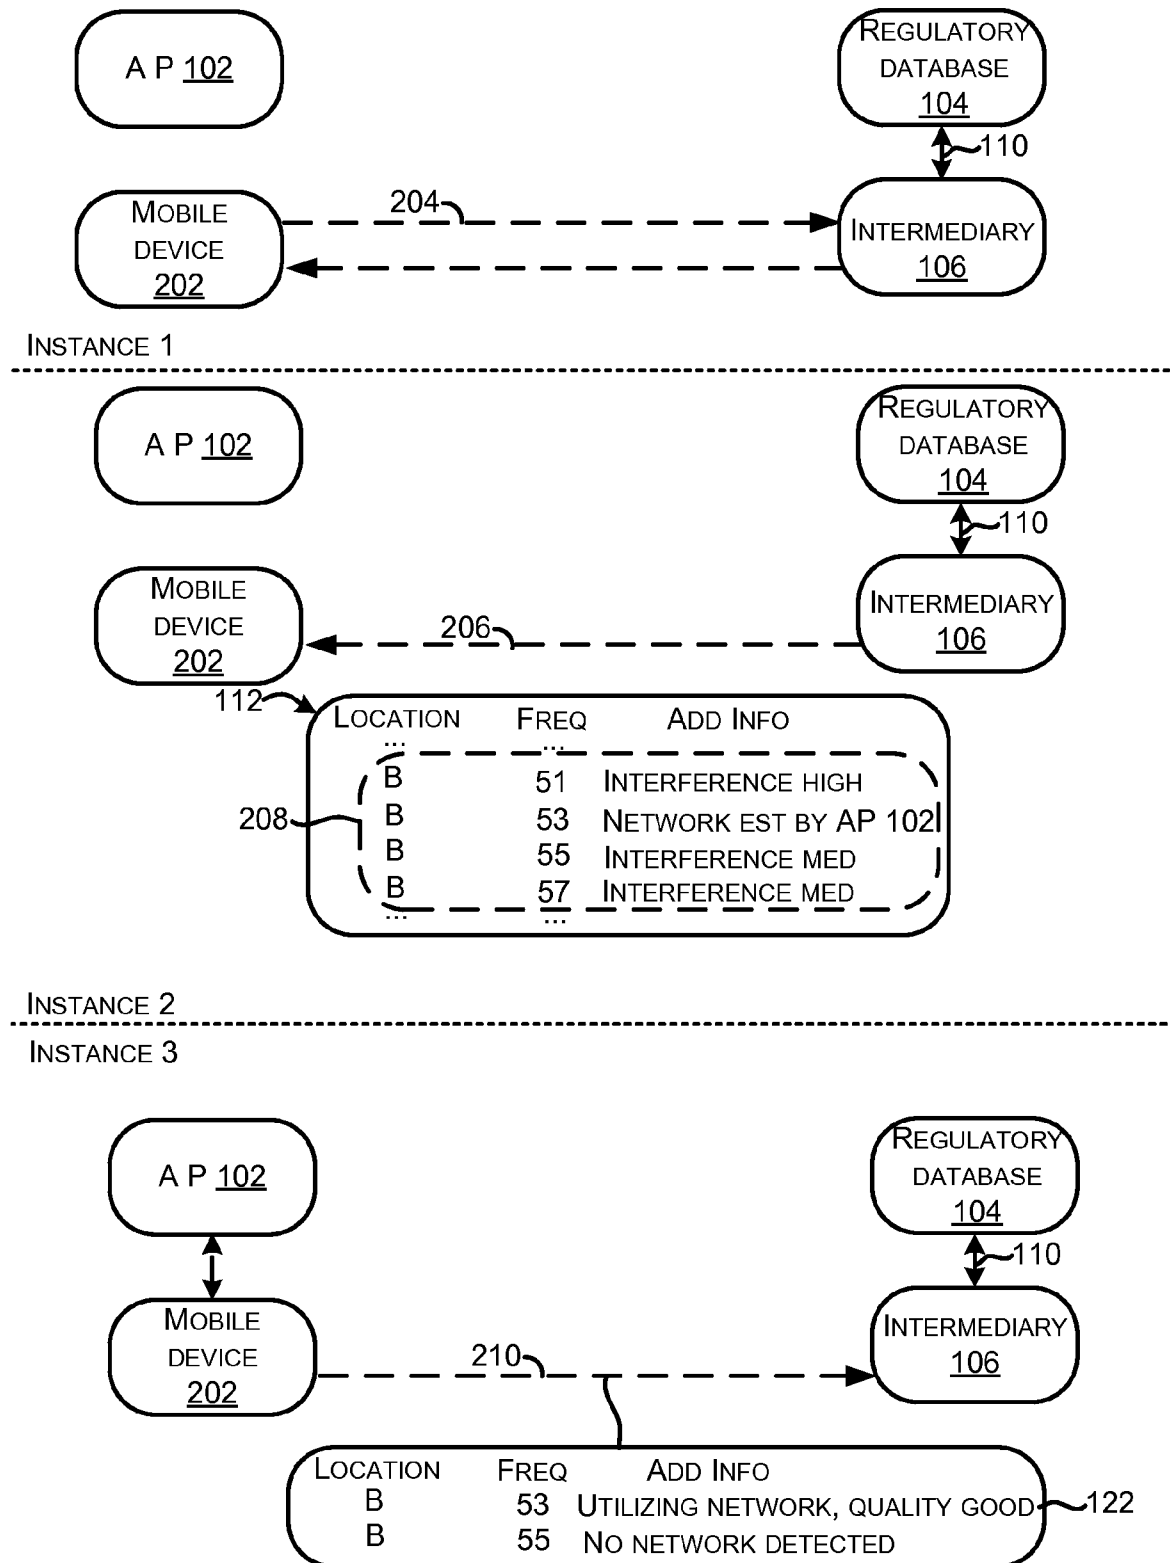 A P 102
REGULATORY
DATABASE
104
110
MOBILE
DEVICE
202
204
INTERMEDIARY
106
INSTANCE 1
A P 102
REGULATORY
DATABASE
104
110
MOBILE
DEVICE
202
206
INTERMEDIARY
106
112
LOCATION FREQ ADD INFO
... ...
B 51 INTERFERENCE HIGH
B 53 NETWORK EST BY AP 102
208
B 55 INTERFERENCE MED
B 57 INTERFERENCE MED
... ...
INSTANCE 2
INSTANCE 3
A P 102
REGULATORY
DATABASE
104
110
MOBILE
DEVICE
202
210
INTERMEDIARY
106
LOCATION FREQ ADD INFO
B 53 UTILIZING NETWORK, QUALITY GOOD 122
B 55 NO NETWORK DETECTED